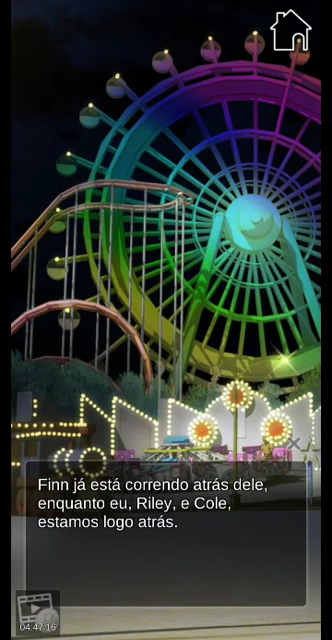 Finn já está correndo atrás dele,
enquanto eu, Riley, e Cole,
estamos logo atrás.
04:47:16